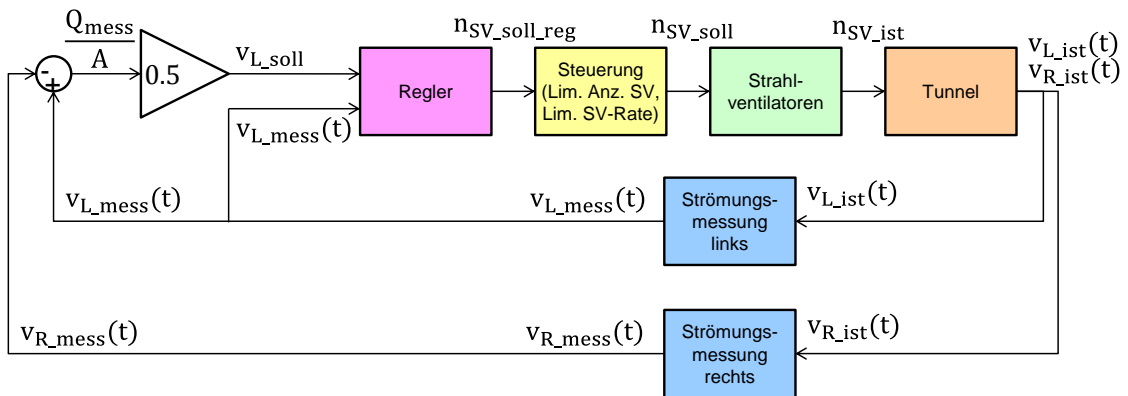 Q_mess
A
-
+
0.5
v_L_soll
Regler
v_L_mess(t)
n_SV_soll_reg
Steuerung
(Lim. Anz. SV,
Lim. SV-Rate)
n_SV_soll
Strahl-
ventilatoren
n_SV_ist
Tunnel
v_L_ist(t)
v_R_ist(t)
v_L_mess(t)
v_L_mess(t)
Strömungs-
messung
links
v_L_ist(t)
v_R_mess(t)
v_R_mess(t)
Strömungs-
messung
rechts
v_R_ist(t)